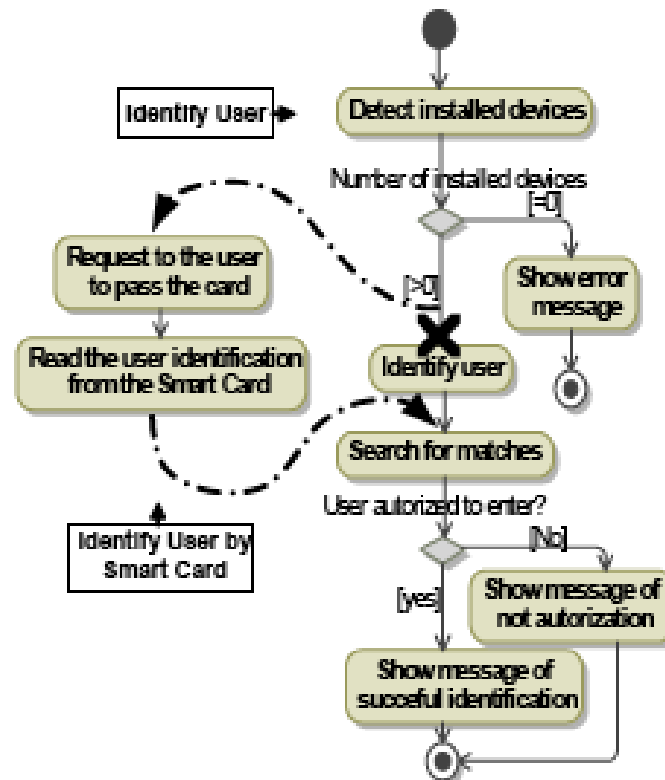 Detect installed devices
Identify User
Number of installed devices
[=0]
Request to the user
to pass the card
Show error
message
[>0]
Read the user identification
from the Smart Card
Identify user
Search for matches
User autorized to enter?
Identify User by
Smart Card
[No]
[yes]
Show message of
not autorization
Show message of
succeful identification